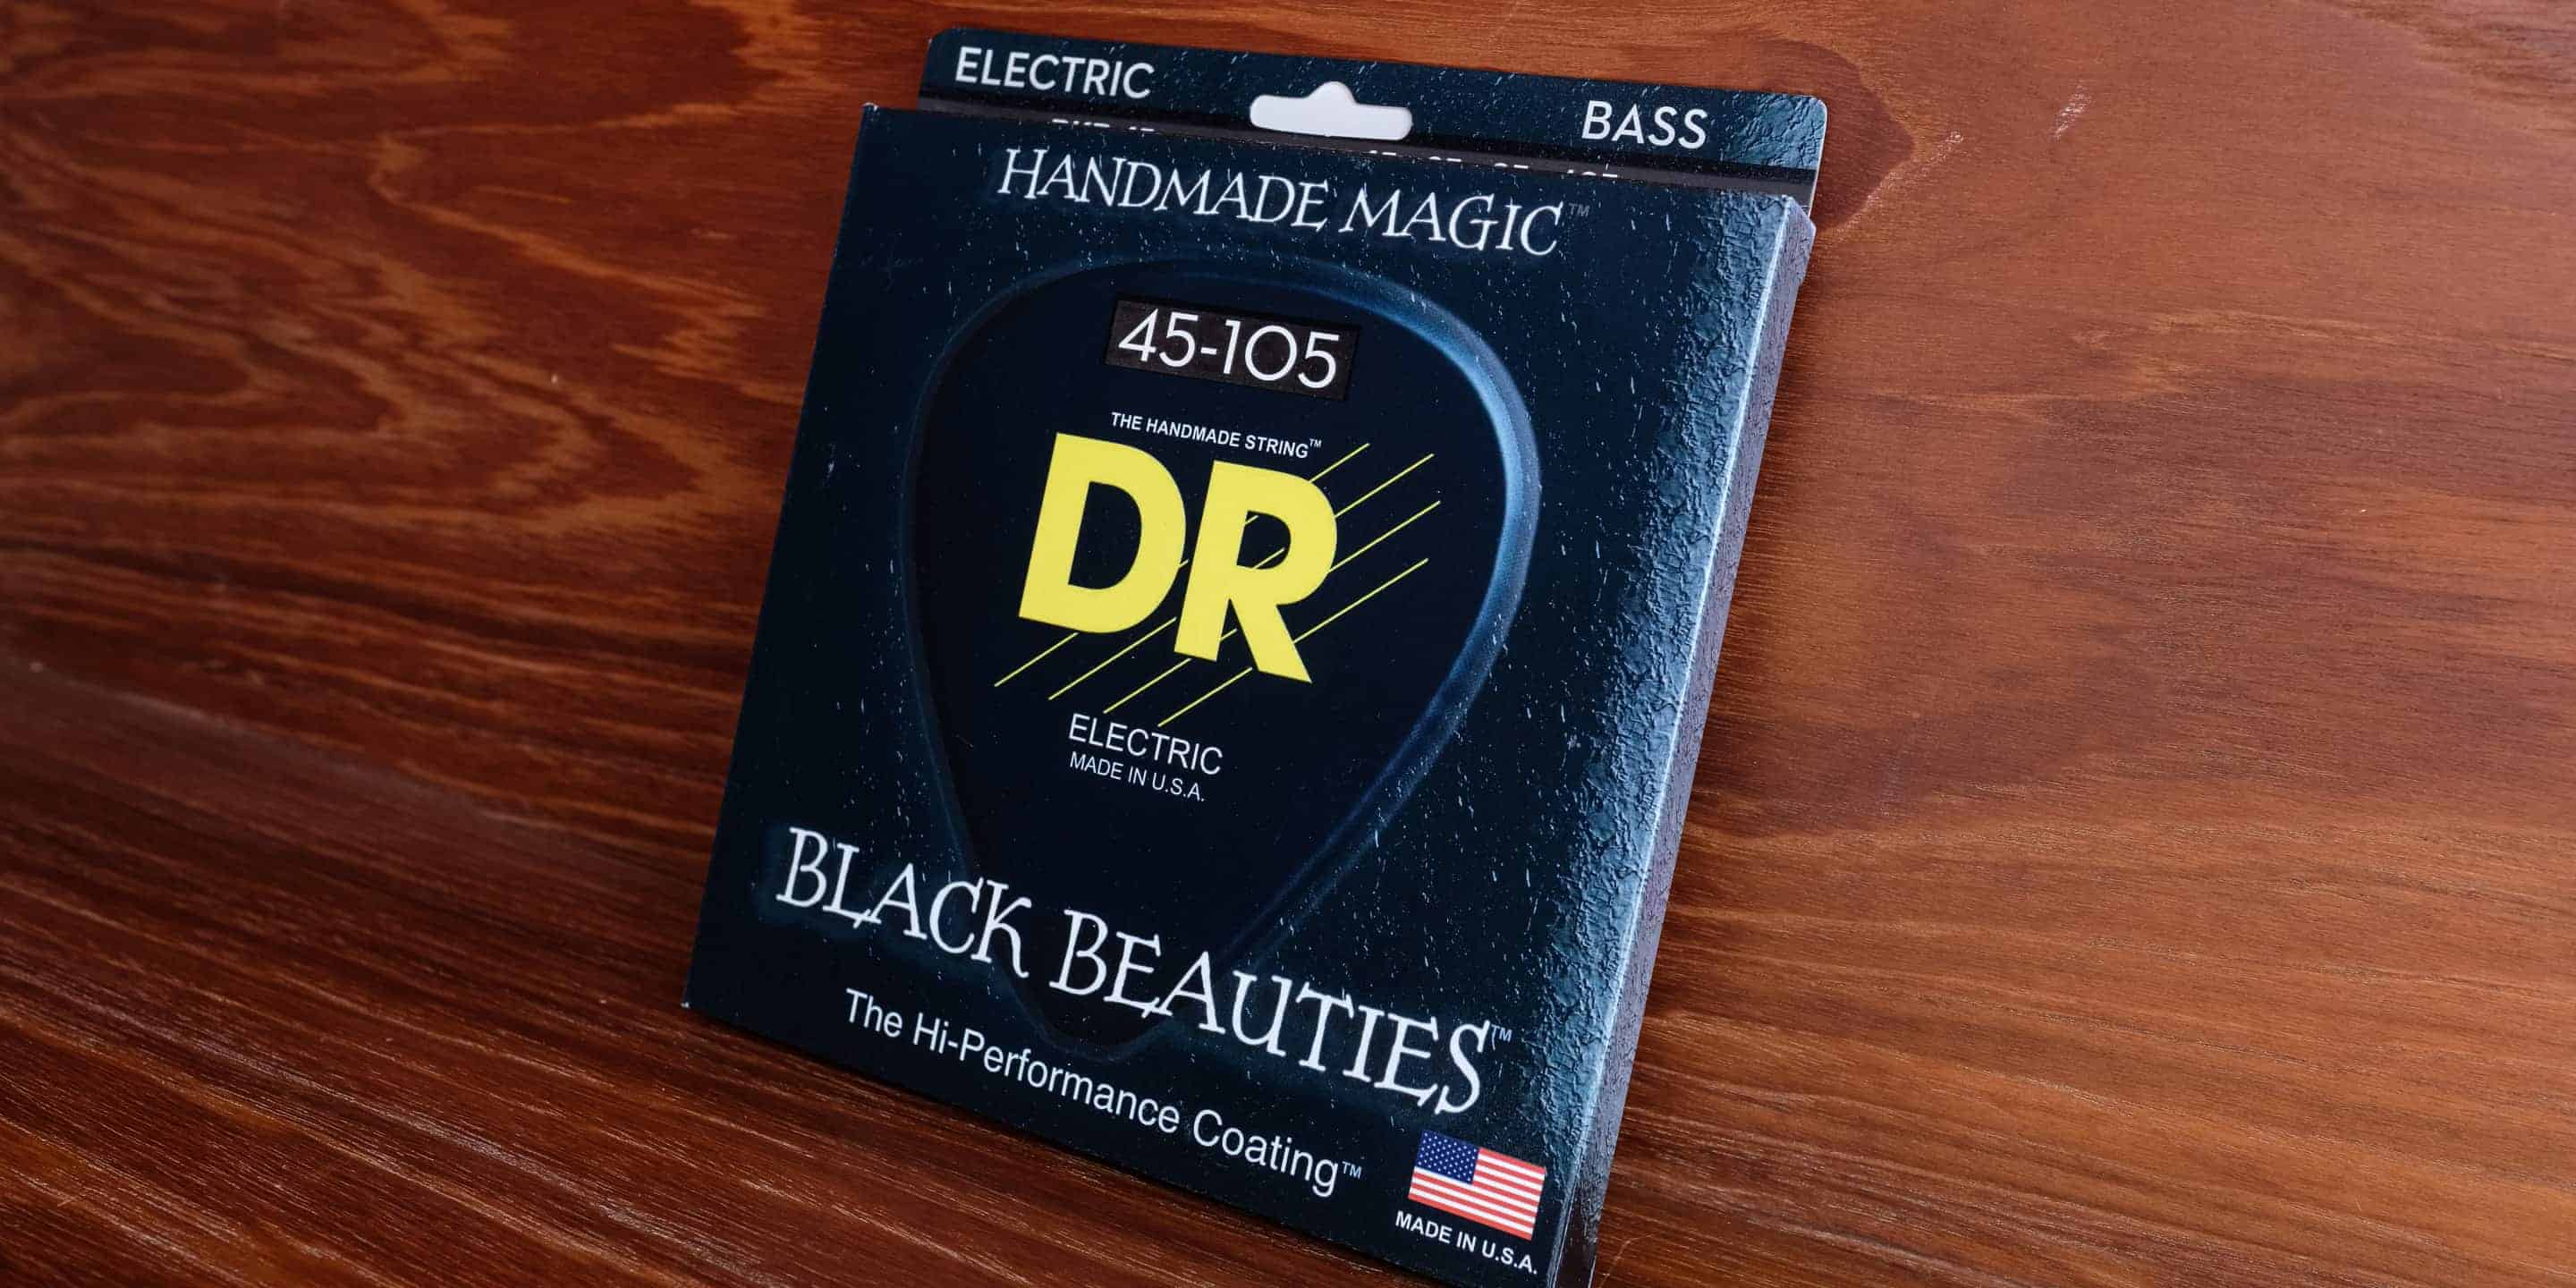 ELECTRIC
BASS
HANDMADE MAGIC™
45-105
THE HANDMADE STRING™
DR
ELECTRIC
MADE IN U.S.A.
BLACK BEAUTIES™
The Hi-Performance Coating™
MADE IN U.S.A.